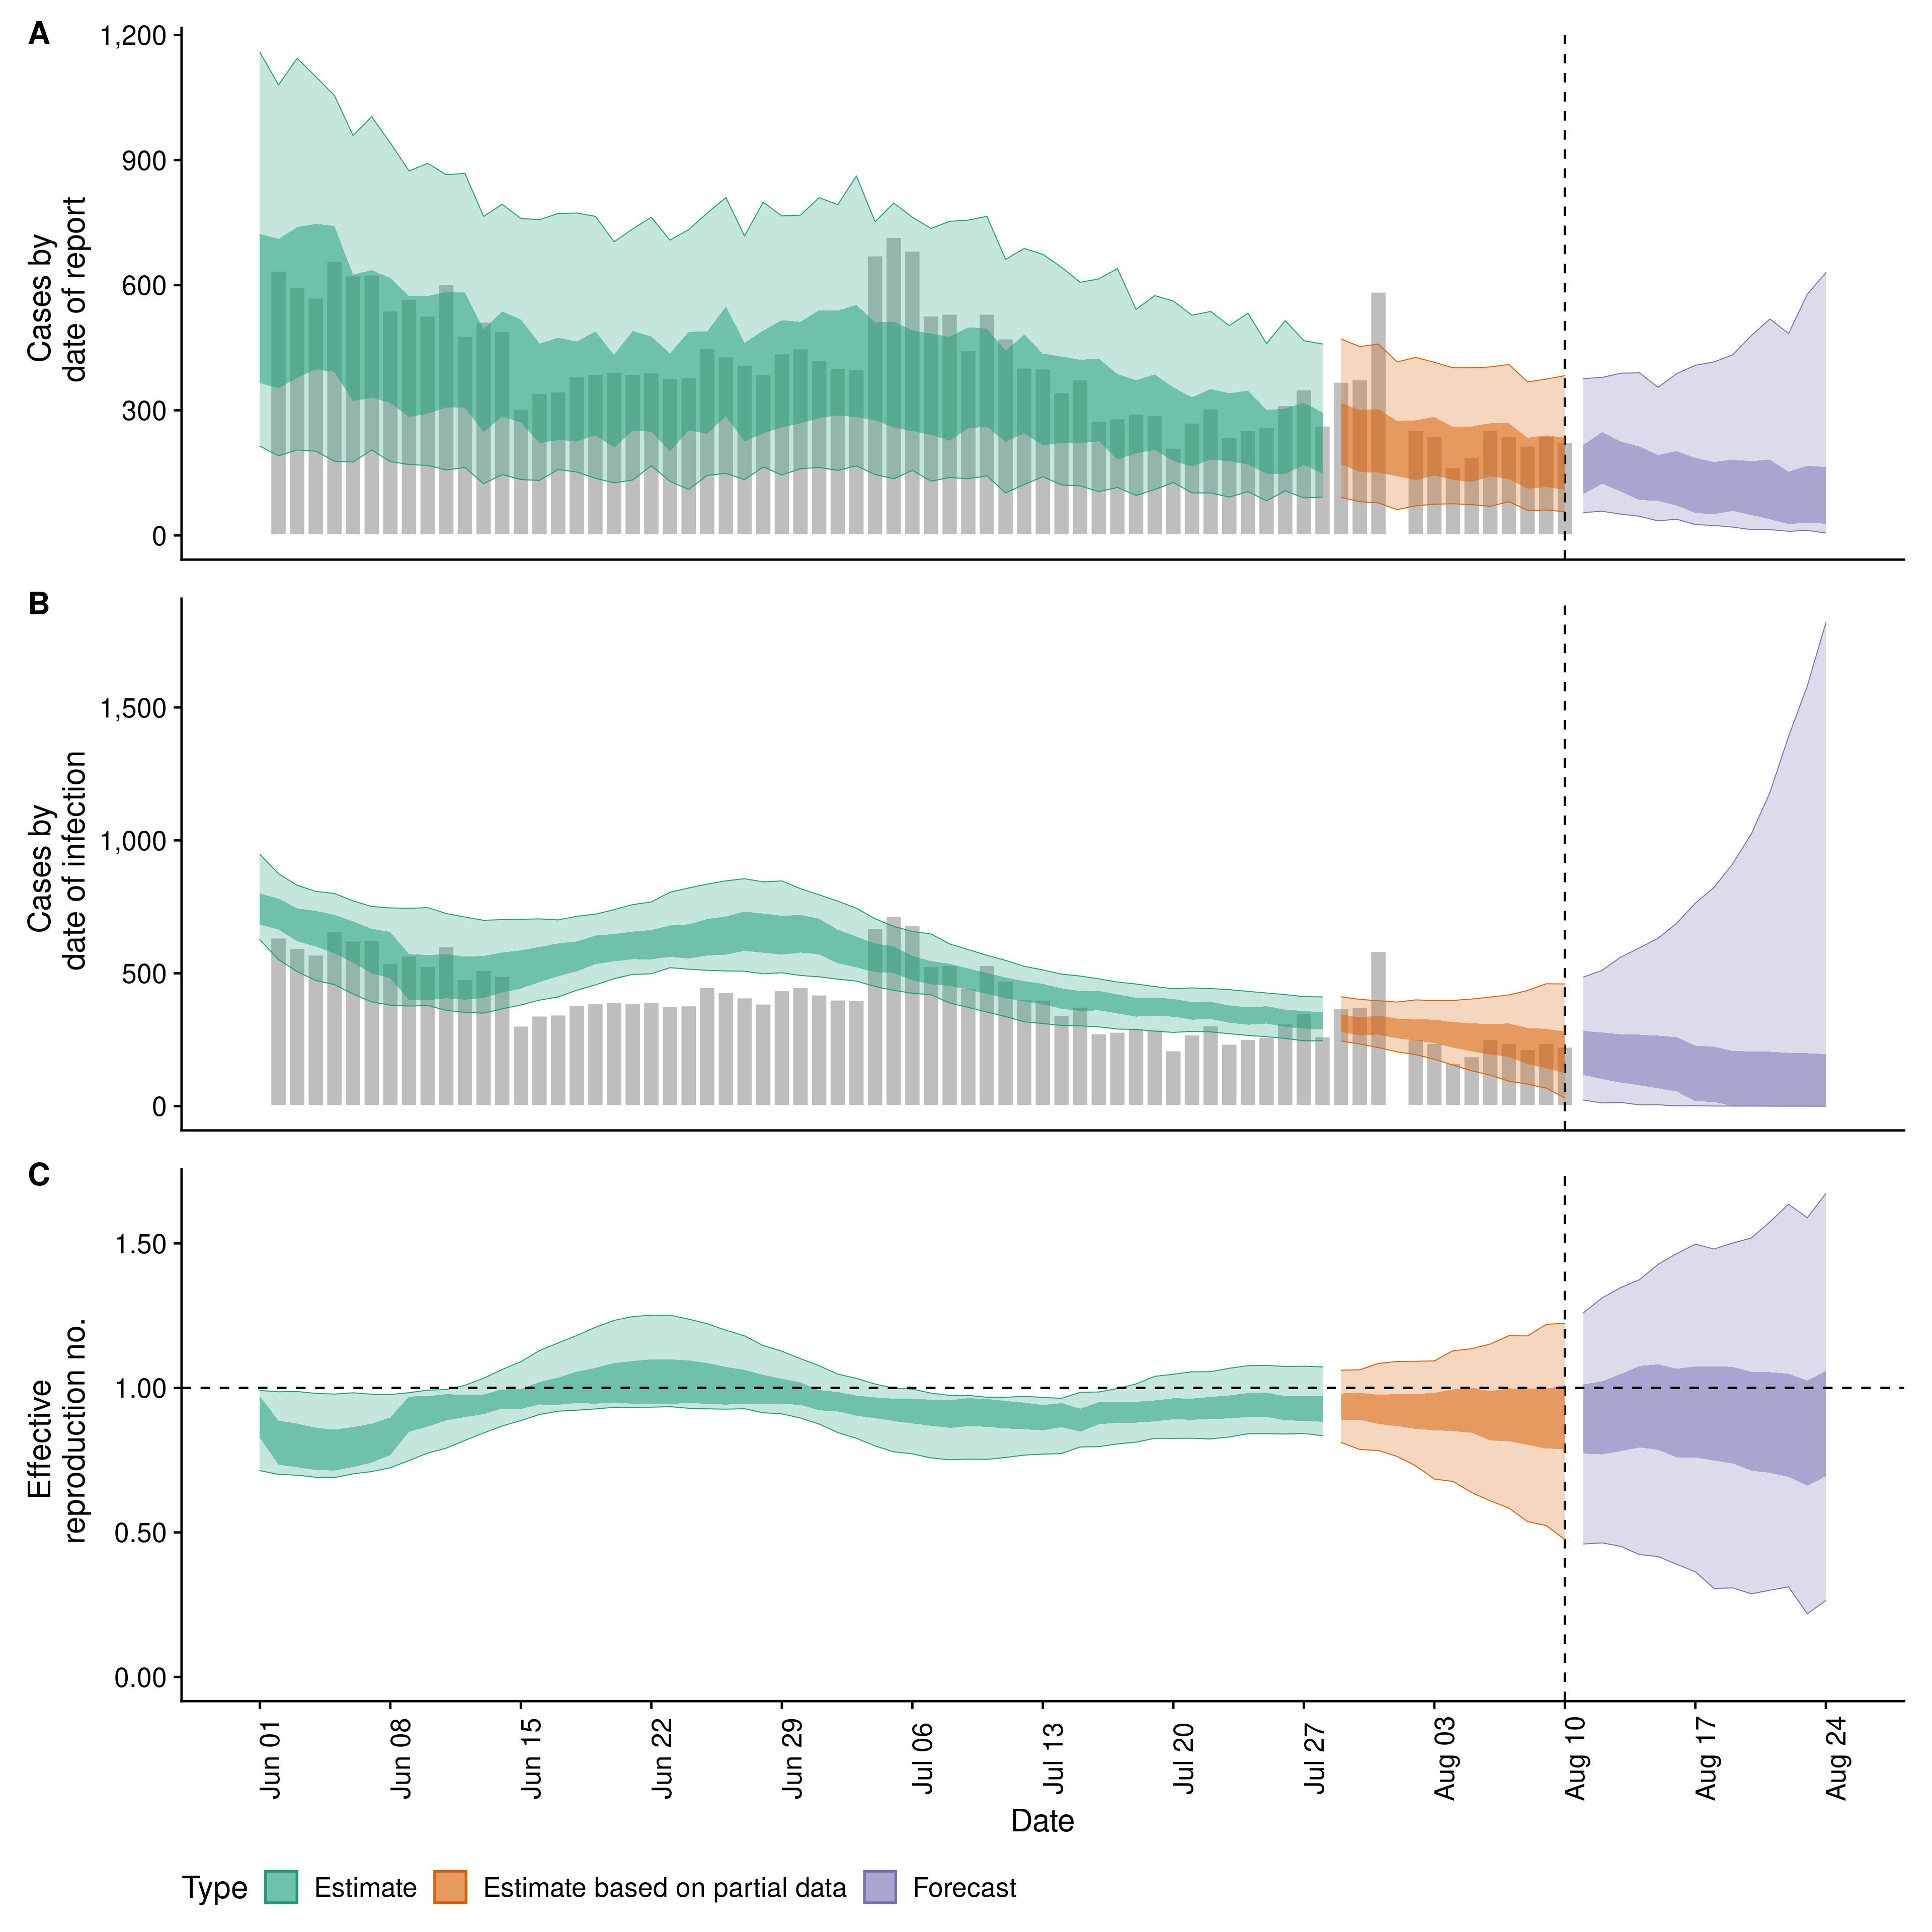 A
1,200
900
600
300
0
Cases by
date of report
B
1,500
1,000
500
0
Cases by
date of infection
C
1.50
1.00
0.50
0.00
Effective
reproduction no.
Jun 01
Jun 08
Jun 15
Jun 22
Jun 29
Jul 06
Jul 13
Jul 20
Jul 27
Aug 03
Aug 10
Aug 17
Aug 24
Date
Type Estimate Estimate based on partial data Forecast